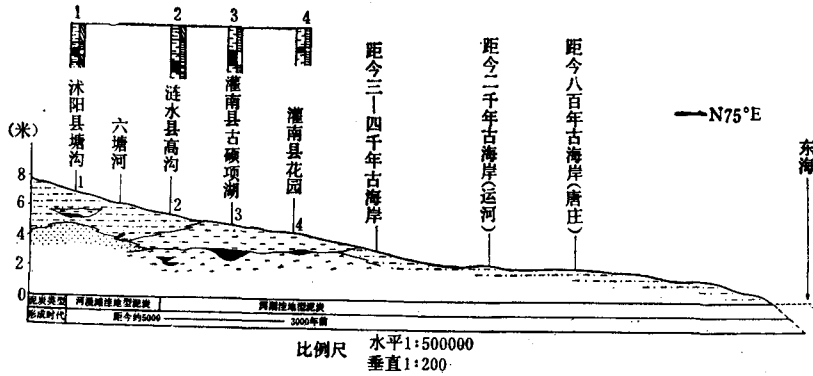 1 2 3 4
沭阳县塘沟
六塘河
涟水县高沟
灌南县古硕项湖
灌南县花园
距今三—四千年古海岸
距今二千年古海岸(运河)
距今八百年古海岸(唐庄)
N75°E
东海
(米)
8
6
4
2
0
1
2
3
4
泥炭类型 河漫滩洼地型泥炭 河湖洼地型泥炭
形成时代 距今约5000 3000年前
比例尺 水平1:500000
垂直1:200